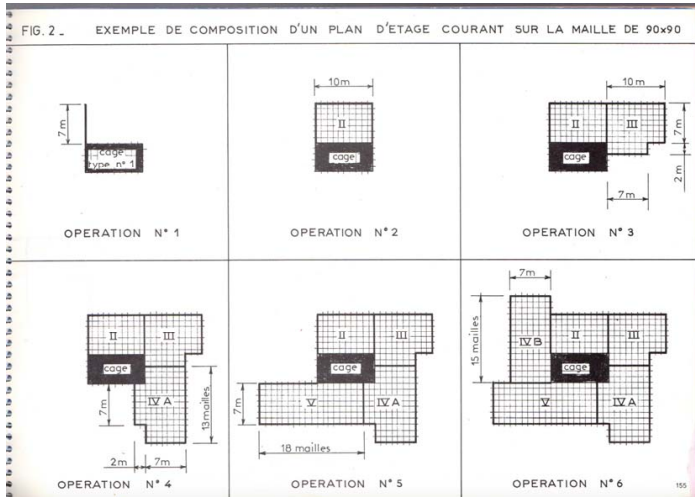 FIG. 2_ EXEMPLE DE COMPOSITION D'UN PLAN D'ETAGE COURANT SUR LA MAILLE DE 90x90
7m
cage
type n° 1
OPERATION N° 1
10m
II
cage
OPERATION N° 2
10m
II
III
7m
cage
2m
7m
OPERATION N° 3
II
III
cage
7m
IV A
13 mailles
2m
7m
OPERATION N° 4
II
III
cage
7m
V
IV A
18 mailles
OPERATION N° 5
7m
15 mailles
IV B
II
III
cage
V
IV A
OPERATION N° 6
155